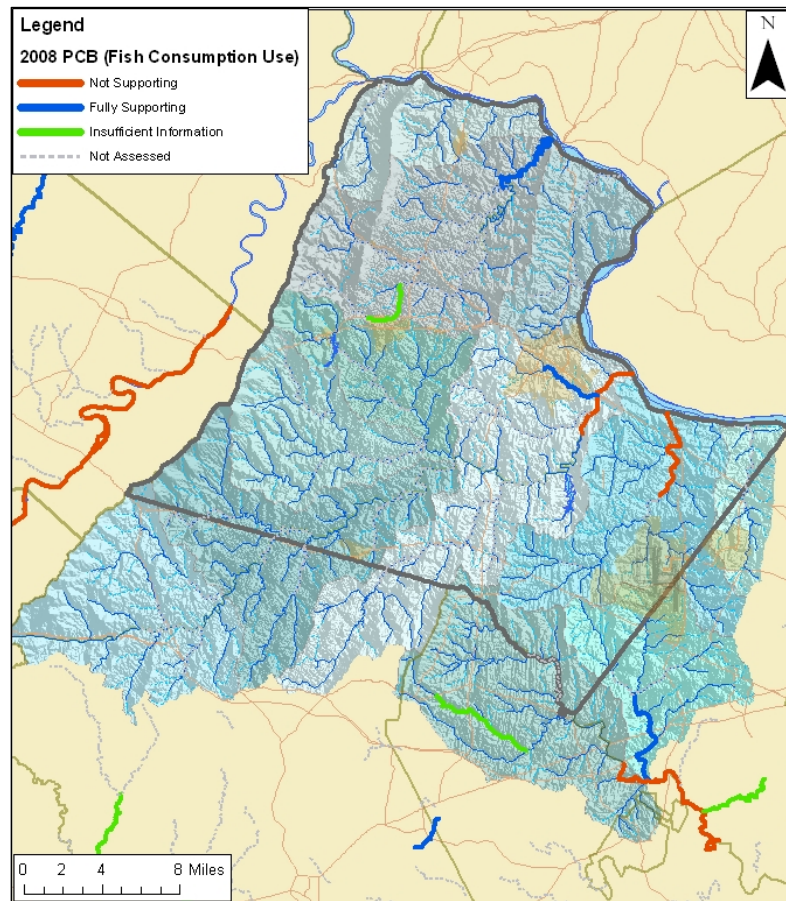 Legend
2008 PCB (Fish Consumption Use)
Not Supporting
Fully Supporting
Insufficient Information
Not Assessed
N
0 2 4 8 Miles